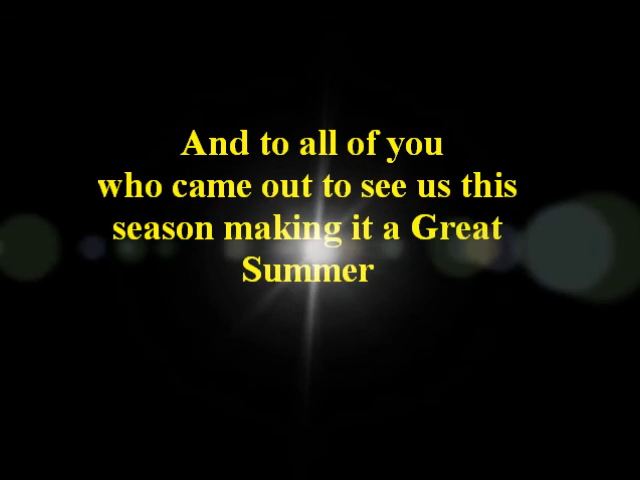 And to all of you
who came out to see us this
season making it a Great
Summer